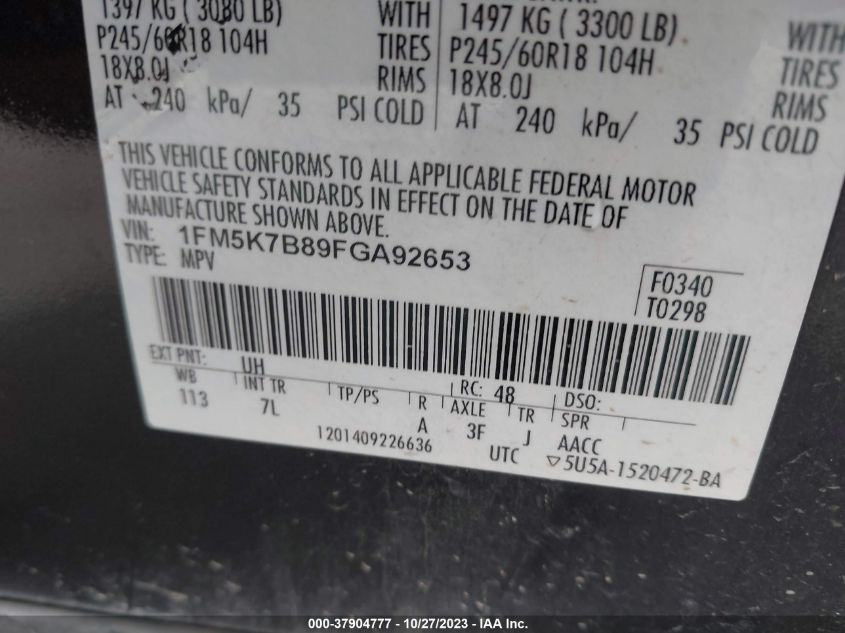 1397 KG ( 3080 LB) WITH 1497 KG ( 3300 LB) WITH
P245/60R18 104H TIRES P245/60R18 104H TIRES
18X8.0J RIMS 18X8.0J RIMS
AT 240 kPa/ 35 PSI COLD AT 240 kPa/ 35 PSI COLD
THIS VEHICLE CONFORMS TO ALL APPLICABLE FEDERAL MOTOR
VEHICLE SAFETY STANDARDS IN EFFECT ON THE DATE OF
MANUFACTURE SHOWN ABOVE.
VIN: 1FM5K7B89FGA92653
TYPE: MPV
F0340
T0298
EXT PNT: UH RC: 48 DSO:
WB INT TR TP/PS R AXLE TR SPR
113 7L A 3F J AACC
1201409226636 UTC ▽5U5A-1520472-BA
000-37904777 - 10/27/2023 - IAA Inc.